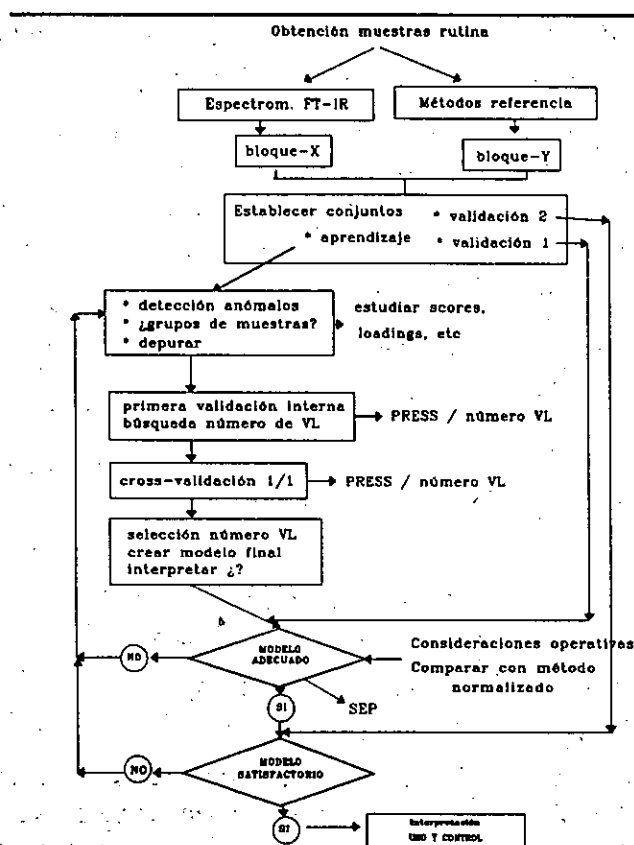 Obtención muestras rutina
Espectrom. FT-IR
Métodos referencia
bloque-X
bloque-Y
Establecer conjuntos
* validación 2
* aprendizaje
* validación 1
* detección anómalos
* ¿grupos de muestras?
* depurar
estudiar scores,
loadings, etc
primera validación interna
búsqueda número de VL
PRESS / número VL
cross-validación 1/1
PRESS / número VL
selección número VL
crear modelo final
interpretar ¿?
MODELO
ADECUADO
NO
Consideraciones operativas
Comparar con método
normalizado
SI
SEP
MODELO
SATISFACTORIO
NO
SI
Interpretación
USO Y CONTROL